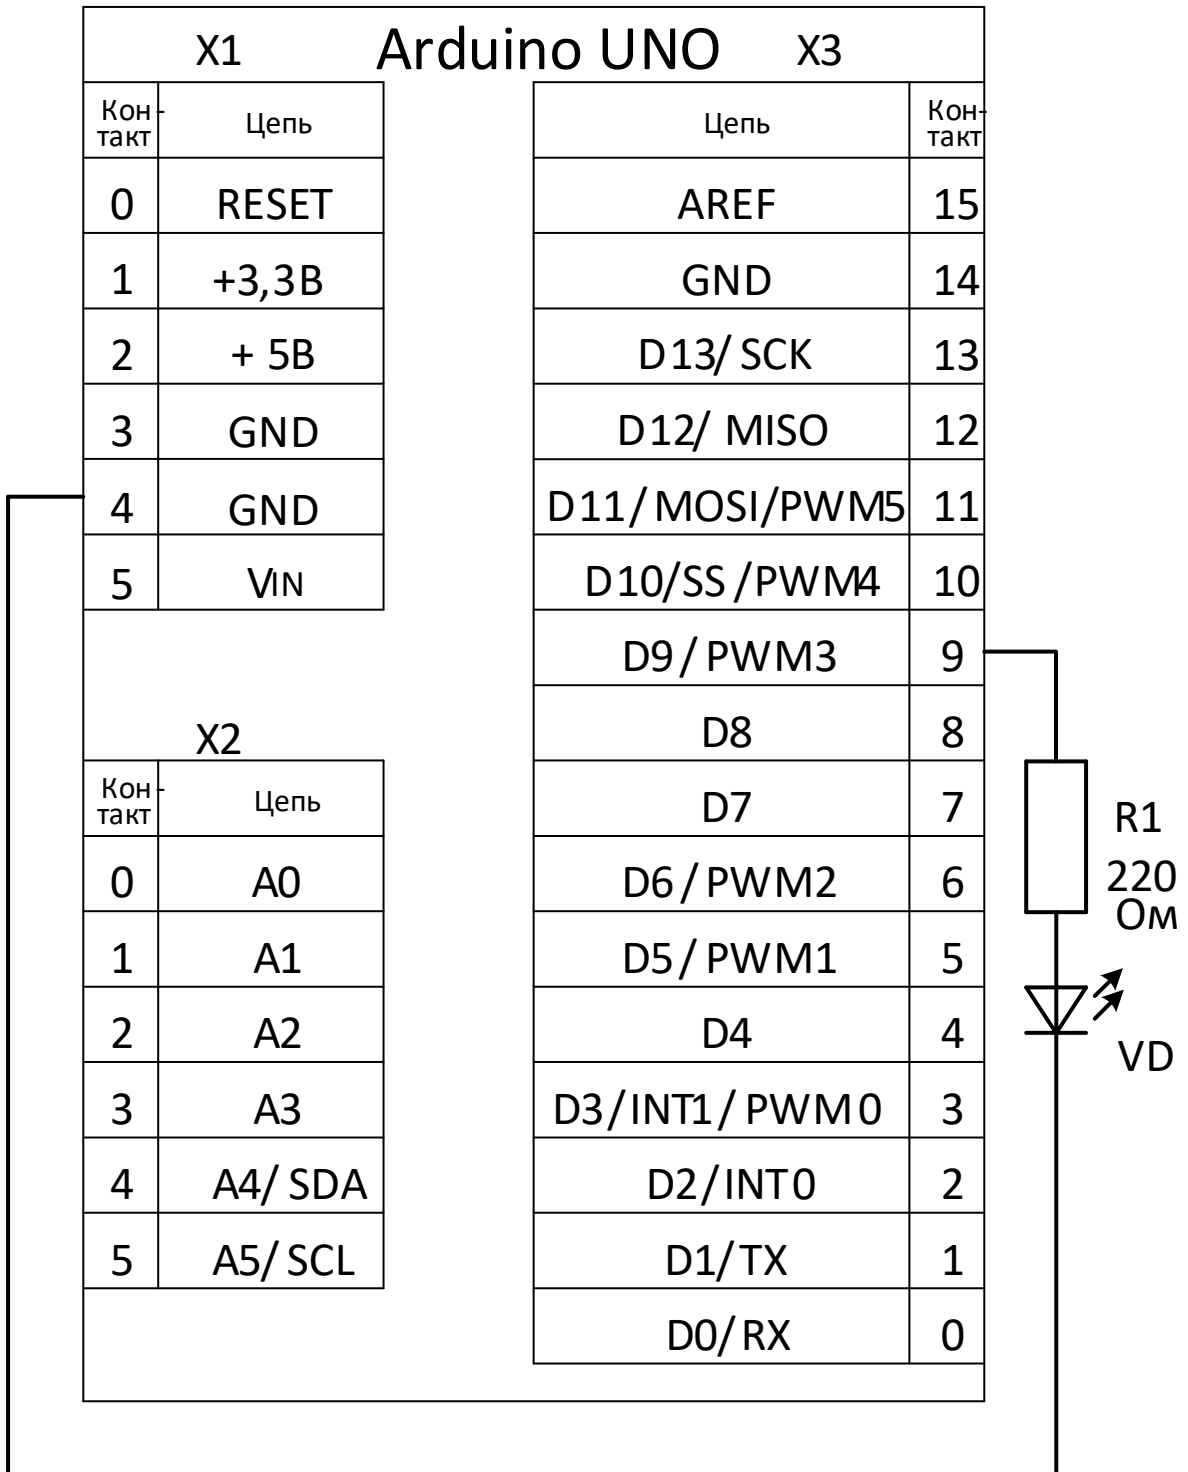 X1 Arduino UNO X3
Кон-
такт
Цепь
0 RESET
1 +3,3В
2 + 5В
3 GND
4 GND
5 VIN
X2
Кон-
такт
Цепь
0 A0
1 A1
2 A2
3 A3
4 A4/ SDA
5 A5/ SCL
Цепь
Кон-
такт
AREF 15
GND 14
D13/ SCK 13
D12/ MISO 12
D11/ MOSI/PWM5 11
D10/SS /PWM4 10
D9/ PWM3 9
D8 8
D7 7
D6/ PWM2 6
D5/ PWM1 5
D4 4
D3/INT1/ PWM0 3
D2/INT0 2
D1/TX 1
D0/RX 0
R1
220
Ом
VD